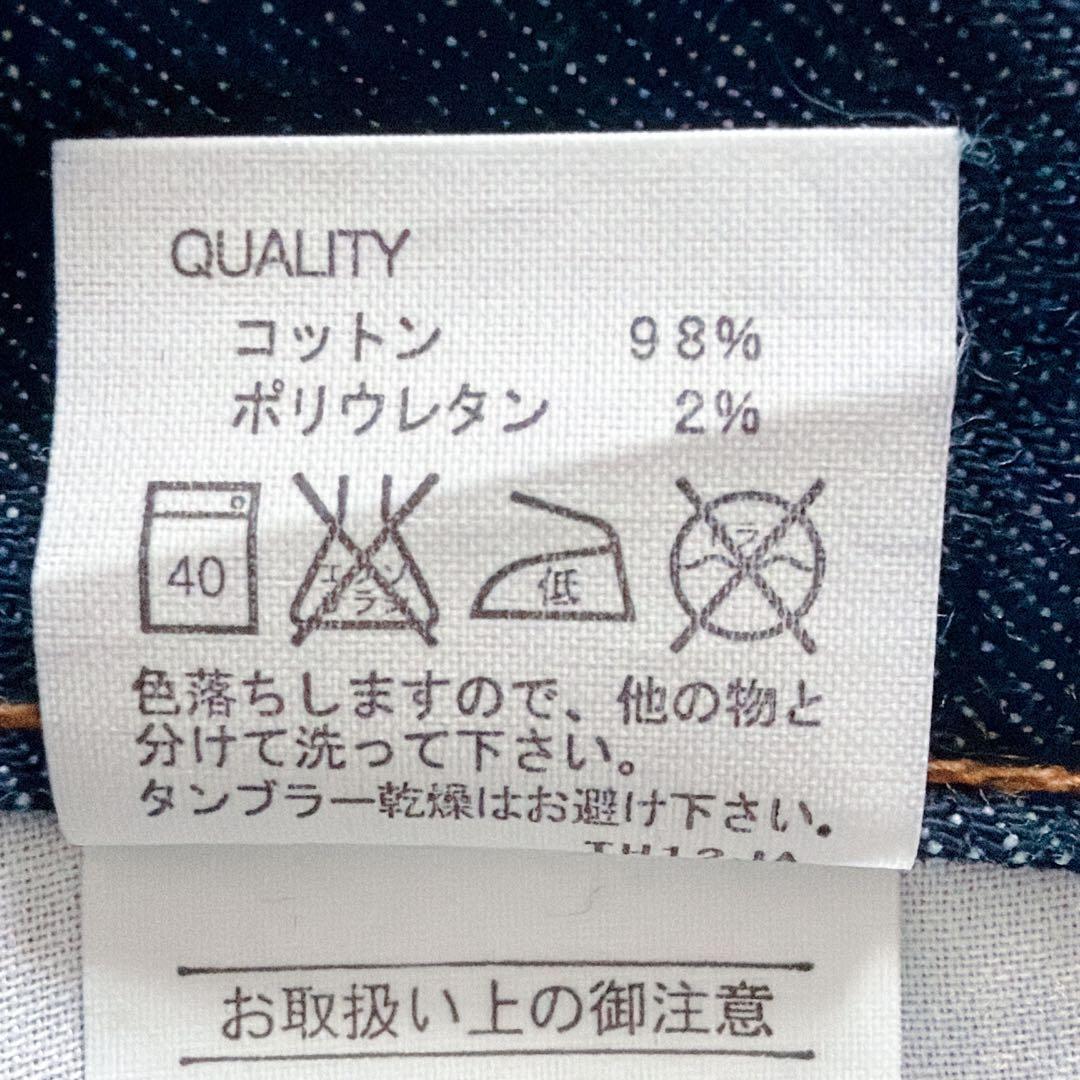 QUALITY
コットン 98%
ポリウレタン 2%
40
低
色落ちしますので、他の物と
分けて洗って下さい。
タンブラー乾燥はお避け下さい。
お取扱い上の御注意